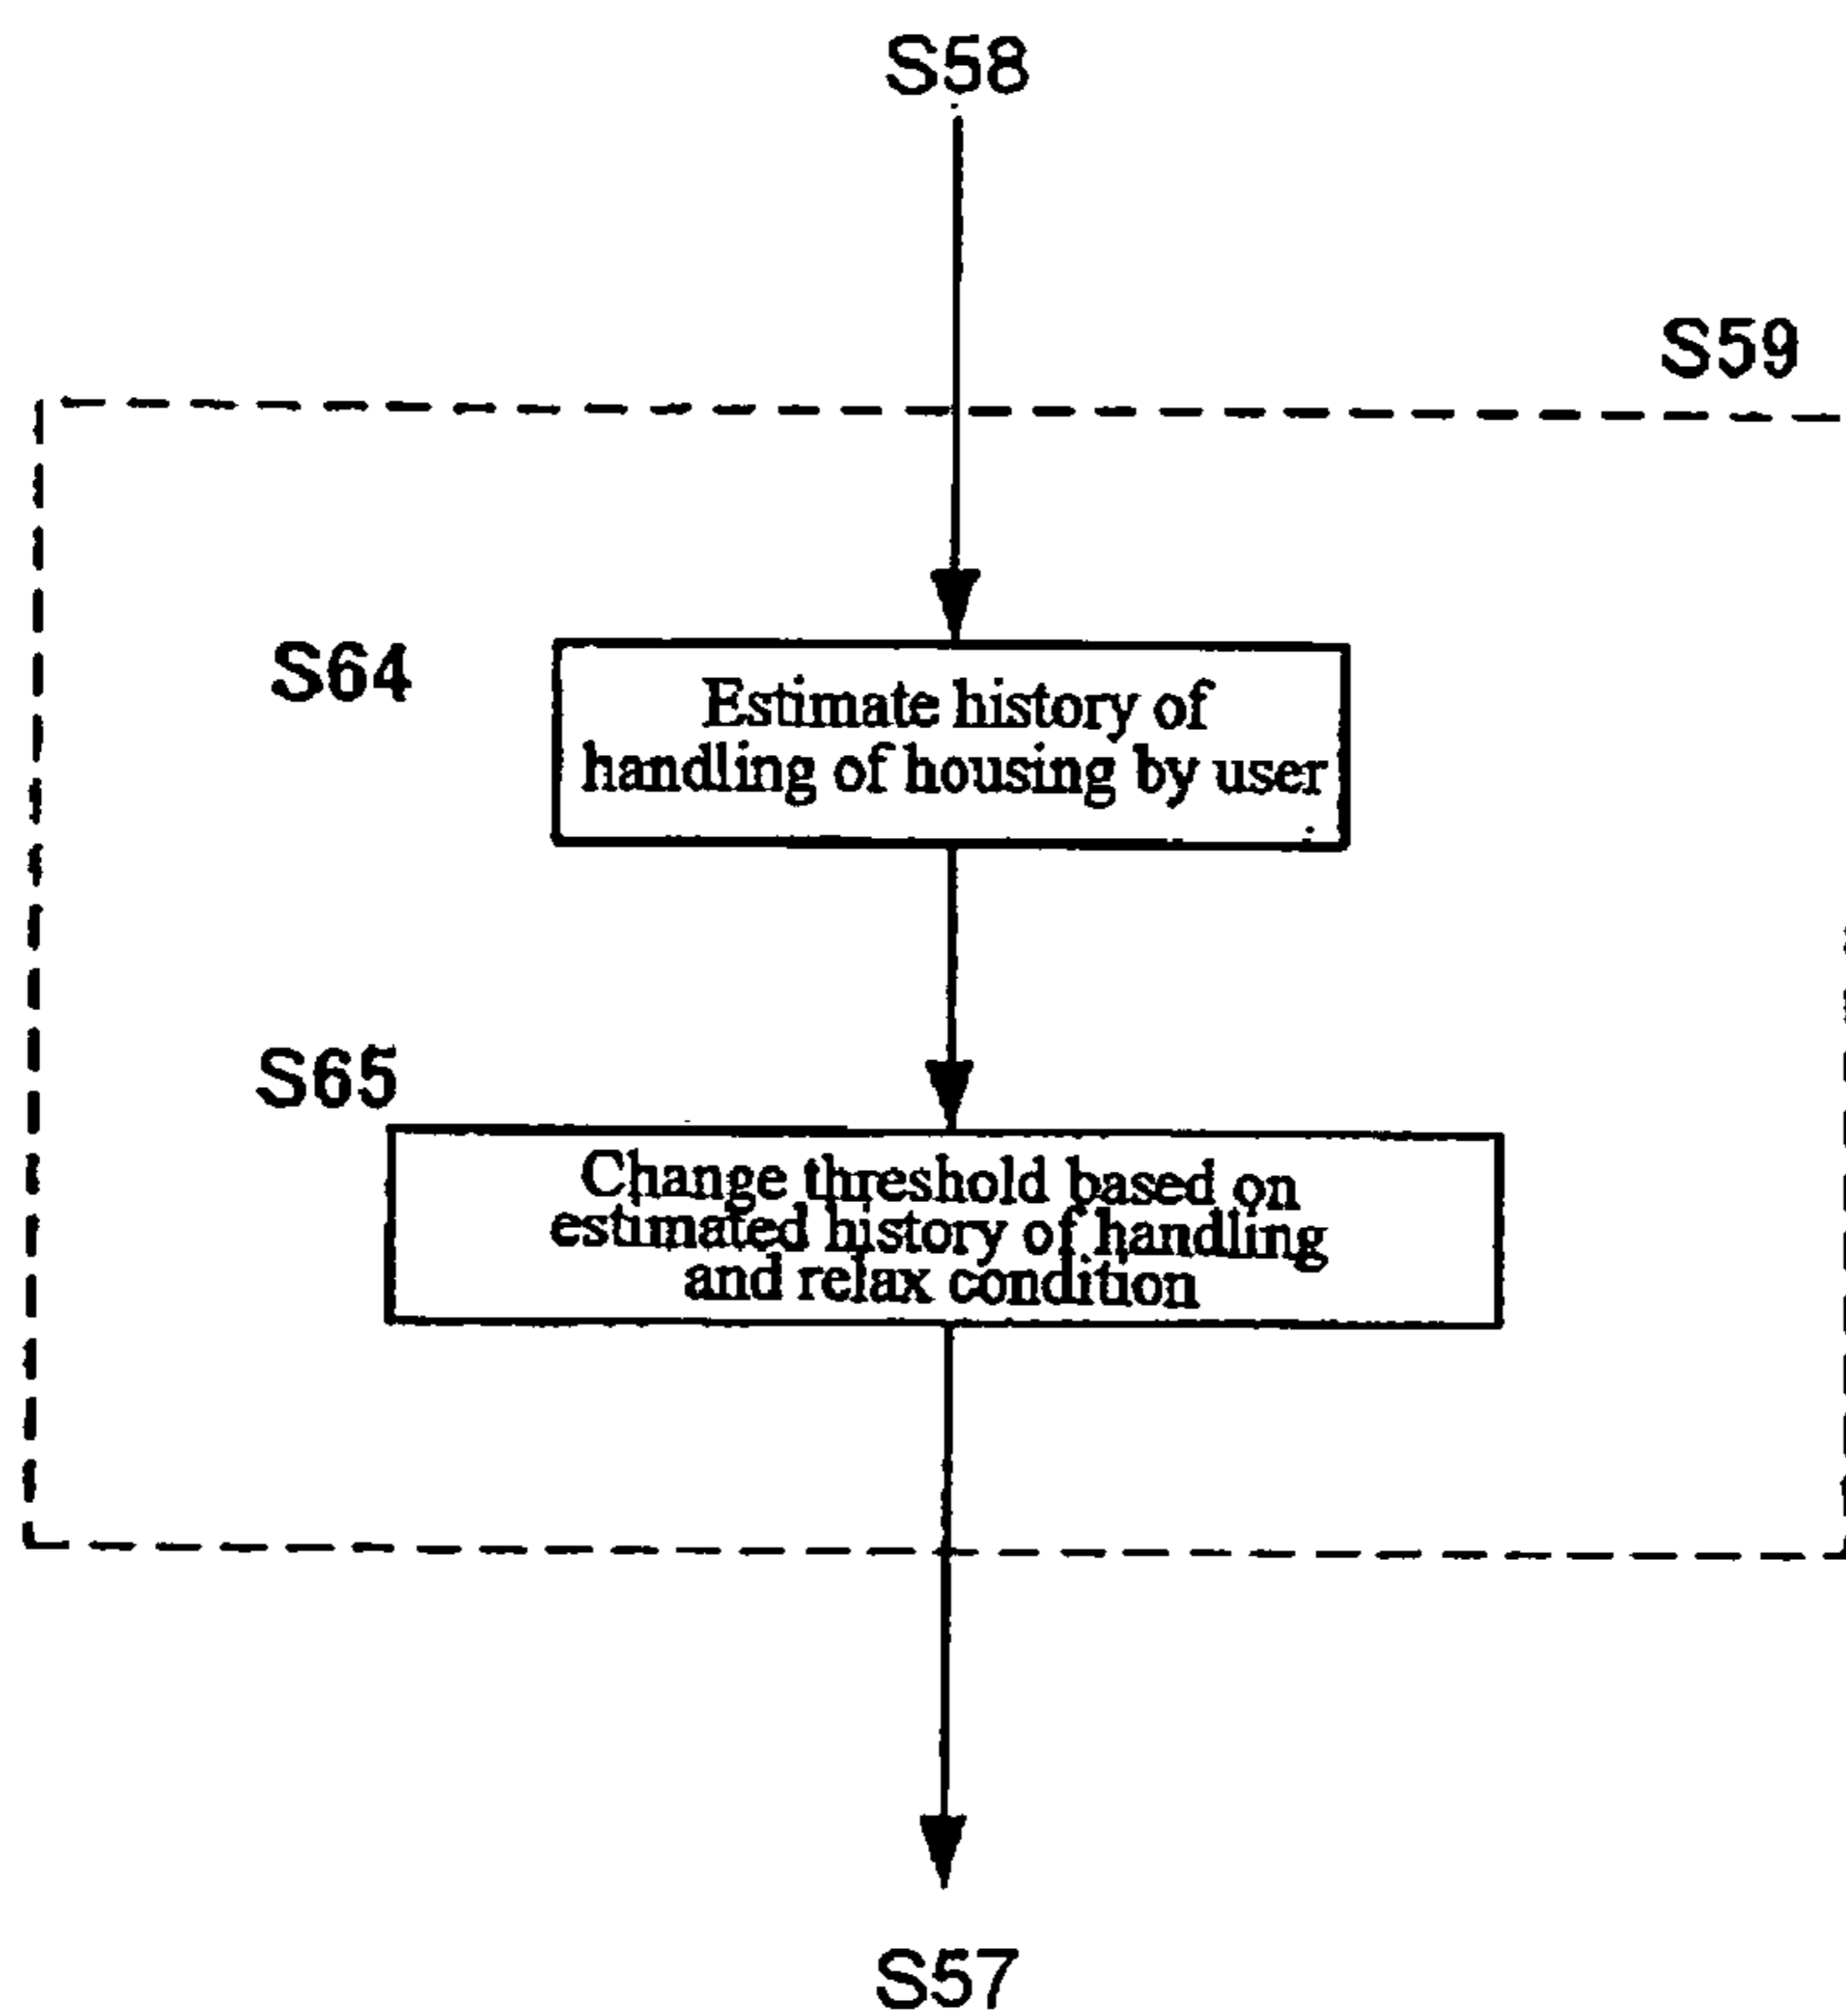 S58
S59
S64
Estimate history of
handling of housing by user
S65
Change threshold based on
estimated history of handling
and relax condition
S57